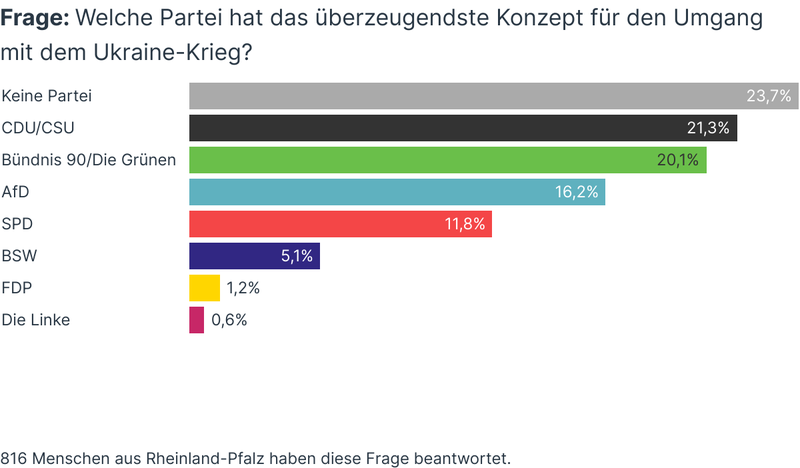 Frage: Welche Partei hat das überzeugendste Konzept für den Umgang
mit dem Ukraine-Krieg?
Keine Partei 23,7%
CDU/CSU 21,3%
Bündnis 90/Die Grünen 20,1%
AfD 16,2%
SPD 11,8%
BSW 5,1%
FDP 1,2%
Die Linke 0,6%
816 Menschen aus Rheinland-Pfalz haben diese Frage beantwortet.